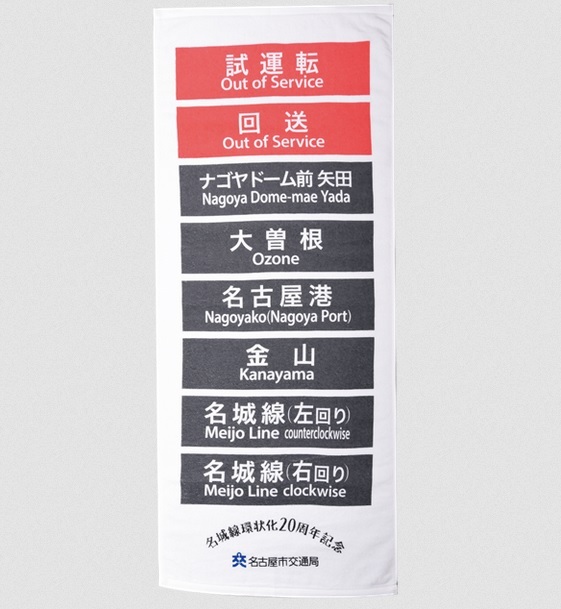 試運転
Out of Service
回送
Out of Service
ナゴヤドーム前 矢田
Nagoya Dome-mae Yada
大曽根
Ozone
名古屋港
Nagoyako(Nagoya Port)
金山
Kanayama
名城線(左回り)
Meijo Line counterclockwise
名城線(右回り)
Meijo Line clockwise
名城線環状化20周年記念
名古屋市交通局